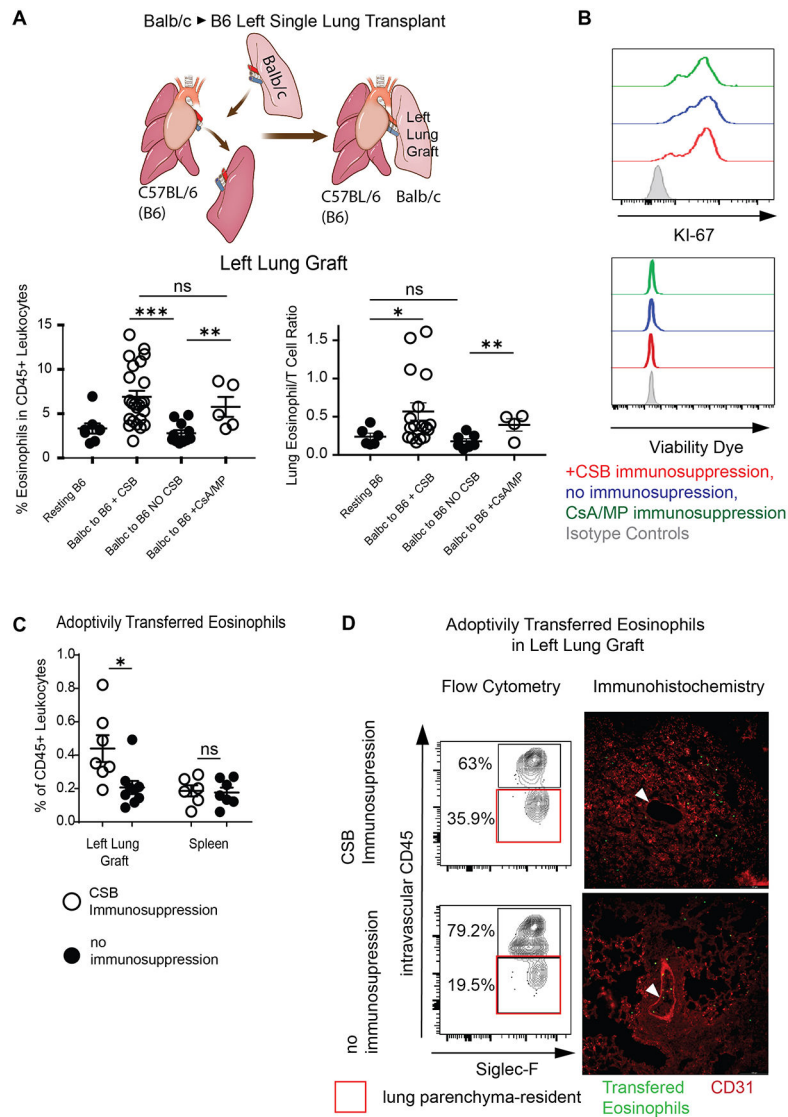 A
Balb/c ▶ B6 Left Single Lung Transplant
Balb/c
Left
Lung
Graft
C57BL/6
(B6)
C57BL/6
(B6)
Balb/c
Left Lung Graft
% Eosinophils in CD45+ Leukocytes
15
10
5
0
***
ns
**
Resting B6
Balbc to B6 + CSB
Balbc to B6 NO CSB
Balbc to B6 +CsA/MP
Lung Eosinophil/T Cell Ratio
1.5
1.0
0.5
0.0
ns
*
**
Resting B6
Balbc to B6 + CSB
Balbc to B6 NO CSB
Balbc to B6 +CsA/MP
B
KI-67
Viability Dye
+CSB immunosuppression,
no immunosuppression,
CsA/MP immunosuppression
Isotype Controls
C
Adoptivily Transferred Eosinophils
% of CD45+ Leukocytes
1.0
0.8
0.6
0.4
0.2
0.0
*
ns
Left Lung
Graft
Spleen
CSB
Immunosuppression
no
immunosuppression
D
Adoptivily Transferred Eosinophils
in Left Lung Graft
Flow Cytometry
Immunohistochemistry
CSB
Immunosuppression
no
immunosuppression
intravascular CD45
63%
35.9%
79.2%
19.5%
Siglec-F
lung parenchyma-resident
Transfered
Eosinophils
CD31